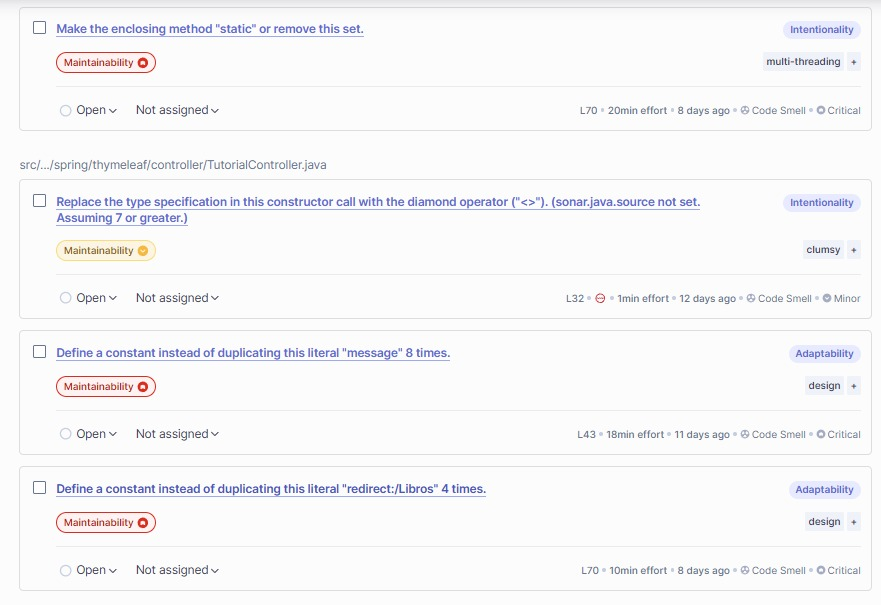 Make the enclosing method "static" or remove this set.
Intentionality
Maintainability
multi-threading +
Open Not assigned
L70 • 20min effort • 8 days ago • Code Smell • Critical
src/.../spring/thymeleaf/controller/TutorialController.java
Replace the type specification in this constructor call with the diamond operator ("<>"). (sonar.java.source not set.
Assuming 7 or greater.)
Intentionality
Maintainability
clumsy +
Open Not assigned
L32 • 1min effort • 12 days ago • Code Smell • Minor
Define a constant instead of duplicating this literal "message" 8 times.
Adaptability
Maintainability
design +
Open Not assigned
L43 • 18min effort • 11 days ago • Code Smell • Critical
Define a constant instead of duplicating this literal "redirect:/Libros" 4 times.
Adaptability
Maintainability
design +
Open Not assigned
L70 • 10min effort • 8 days ago • Code Smell • Critical